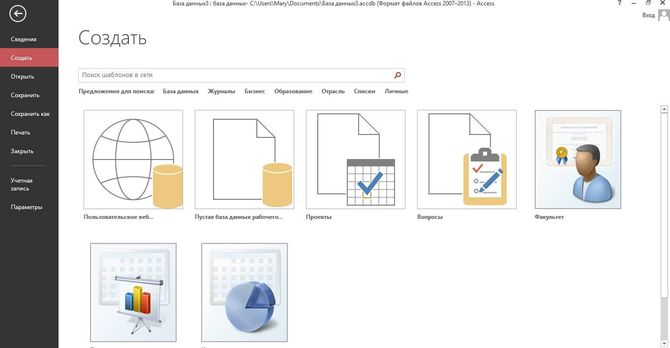 База данных3 : база данных- C:\Users\Mary\Documents\База данных3.accdb (Формат файлов Access 2007–2013) - Access
Вход
Сведения
Создать
Открыть
Сохранить
Сохранить как
Печать
Закрыть
Учетная
запись
Параметры
Создать
Поиск шаблонов в сети
Предложения для поиска: База данных Журналы Бизнес Образование Отрасль Списки Личные
Пользовательское веб... Пустая база данных рабочего... Проекты Вопросы Факультет